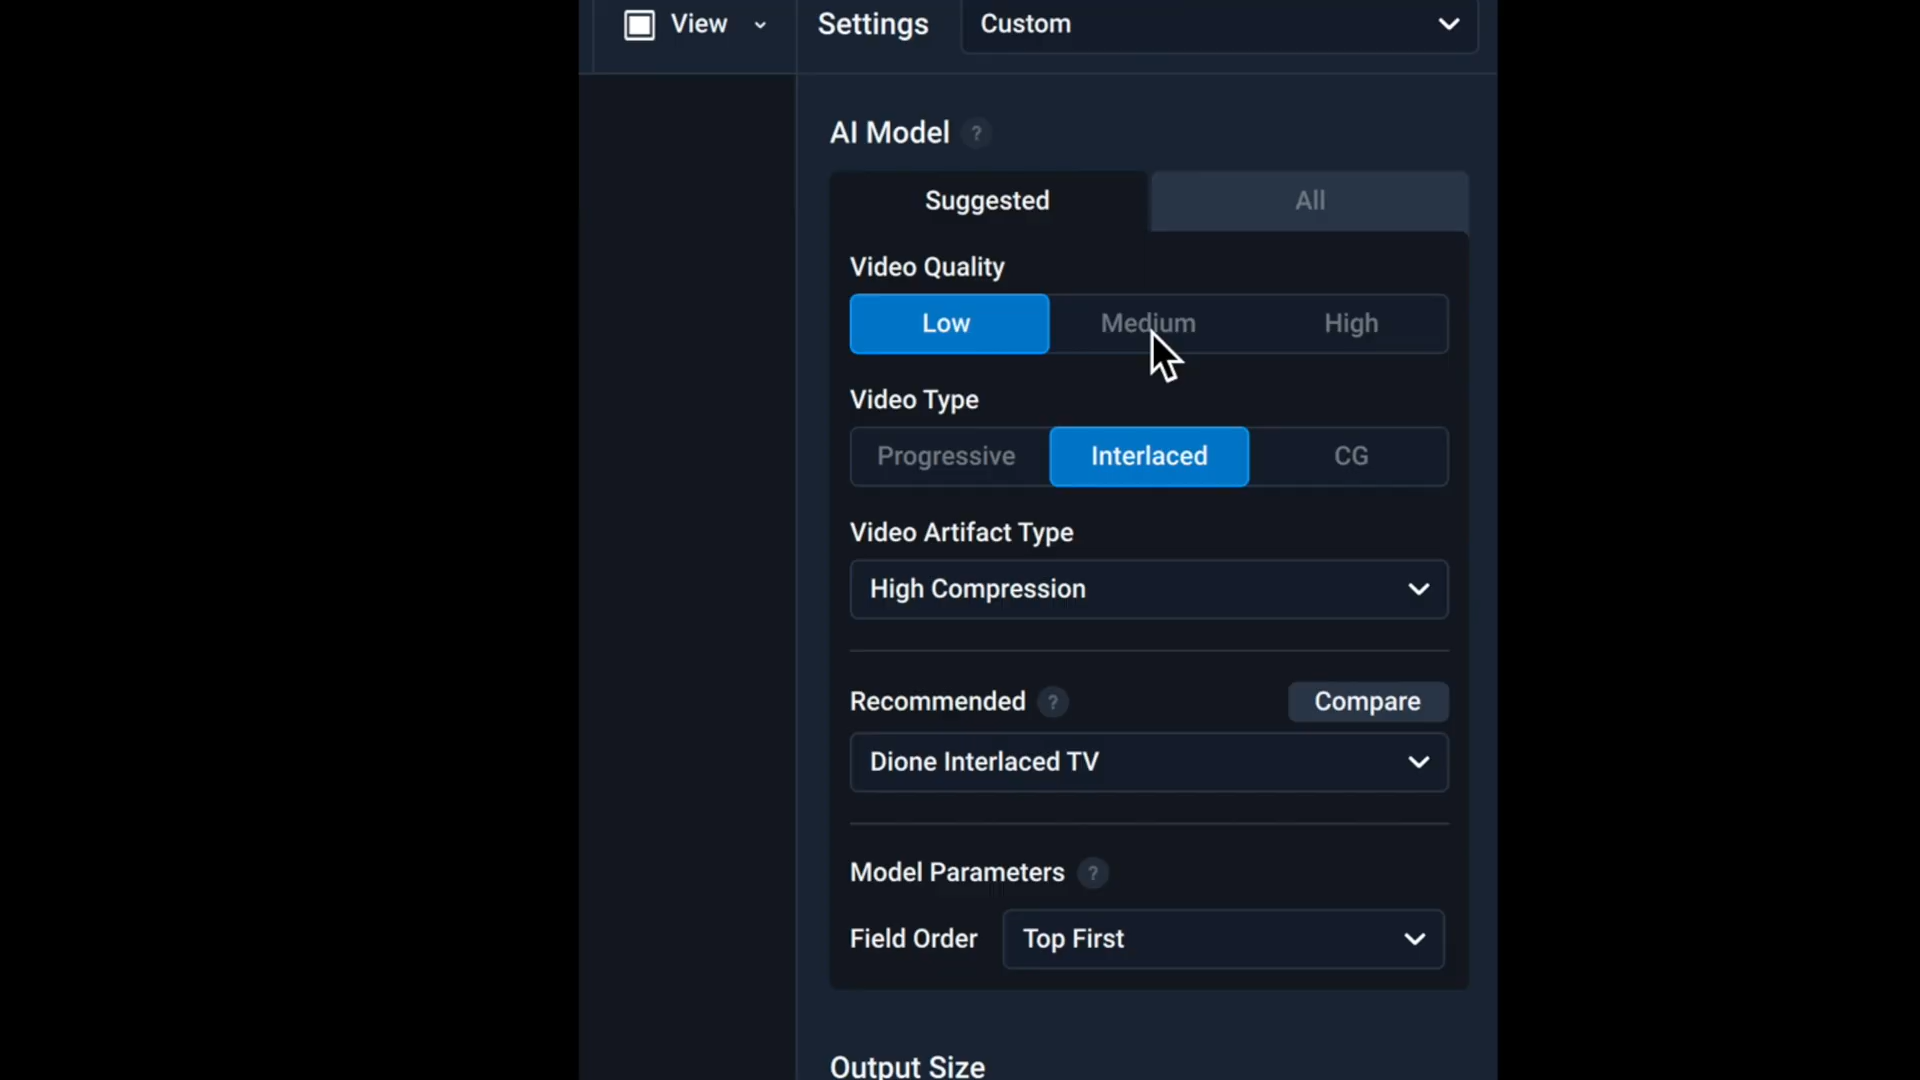 View
Settings
Custom
AI Model ?
Suggested
All
Video Quality
Low
Medium
High
Video Type
Progressive
Interlaced
CG
Video Artifact Type
High Compression
Recommended ?
Compare
Dione Interlaced TV
Model Parameters ?
Field Order
Top First
Output Size